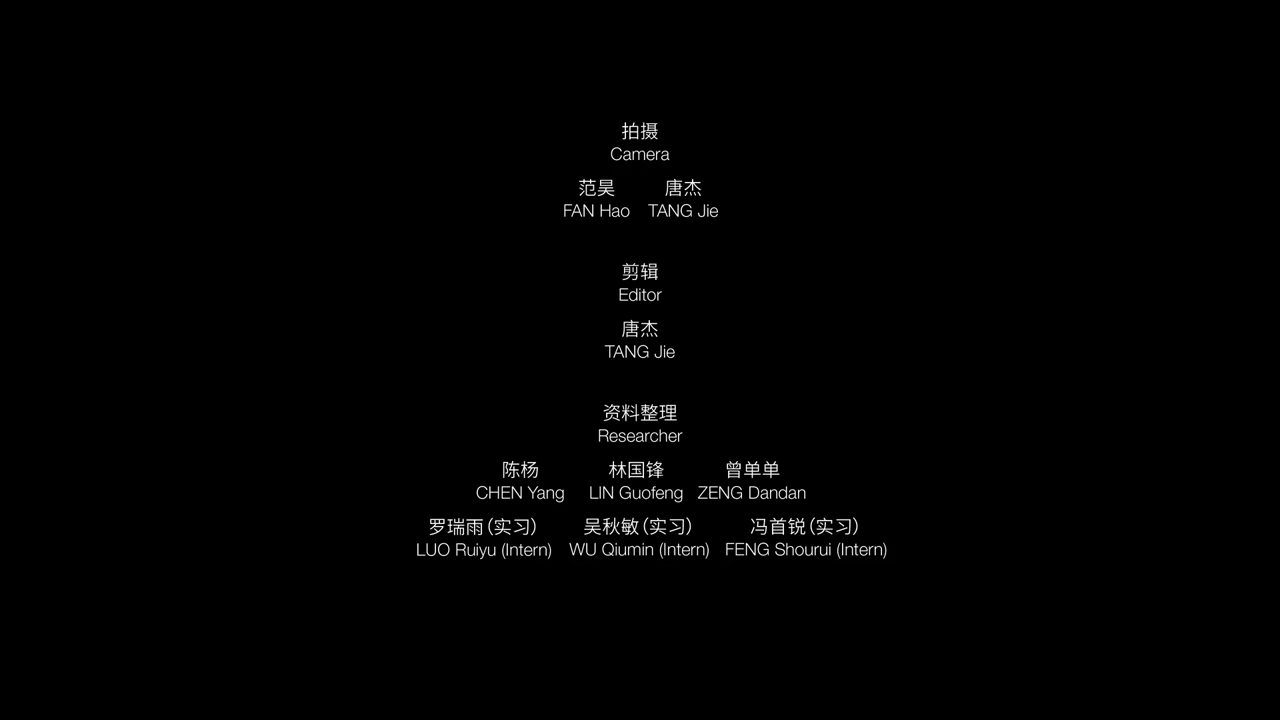 拍摄
Camera
范昊 唐杰
FAN Hao TANG Jie
剪辑
Editor
唐杰
TANG Jie
资料整理
Researcher
陈杨 林国锋 曾单单
CHEN Yang LIN Guofeng ZENG Dandan
罗瑞雨(实习) 吴秋敏(实习) 冯首锐(实习)
LUO Ruiyu (Intern) WU Qiumin (Intern) FENG Shourui (Intern)